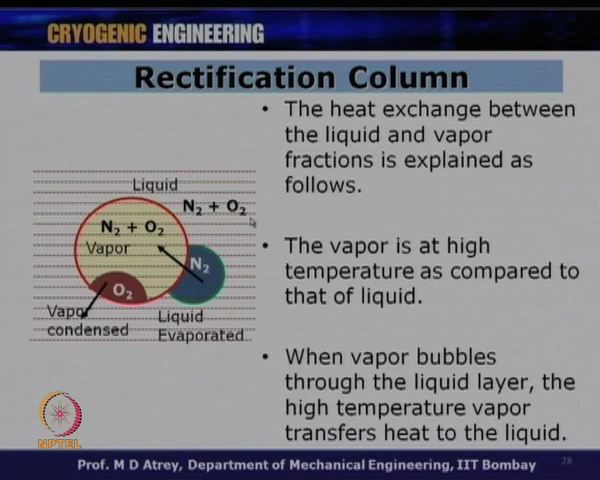 CRYOGENIC ENGINEERING
Rectification Column
• The heat exchange between
the liquid and vapor
fractions is explained as
follows.
• The vapor is at high
temperature as compared to
that of liquid.
• When vapor bubbles
through the liquid layer, the
high temperature vapor
transfers heat to the liquid.
Liquid
N₂ + O₂
N₂ + O₂
Vapor
N₂
O₂
Vapor
condensed
Liquid
Evaporated
NPTEL
Prof. M D Atrey, Department of Mechanical Engineering, IIT Bombay
28